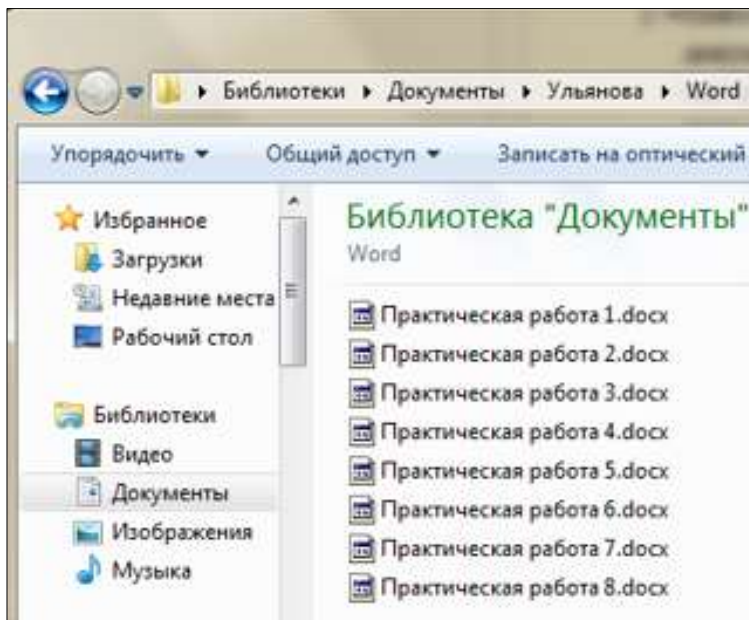 Библиотеки ▸ Документы ▸ Ульянова ▸ Word
Упорядочить Общий доступ Записать на оптический
Избранное
Загрузки
Недавние места
Рабочий стол
Библиотеки
Видео
Документы
Изображения
Музыка
Библиотека "Документы"
Word
Практическая работа 1.docx
Практическая работа 2.docx
Практическая работа 3.docx
Практическая работа 4.docx
Практическая работа 5.docx
Практическая работа 6.docx
Практическая работа 7.docx
Практическая работа 8.docx